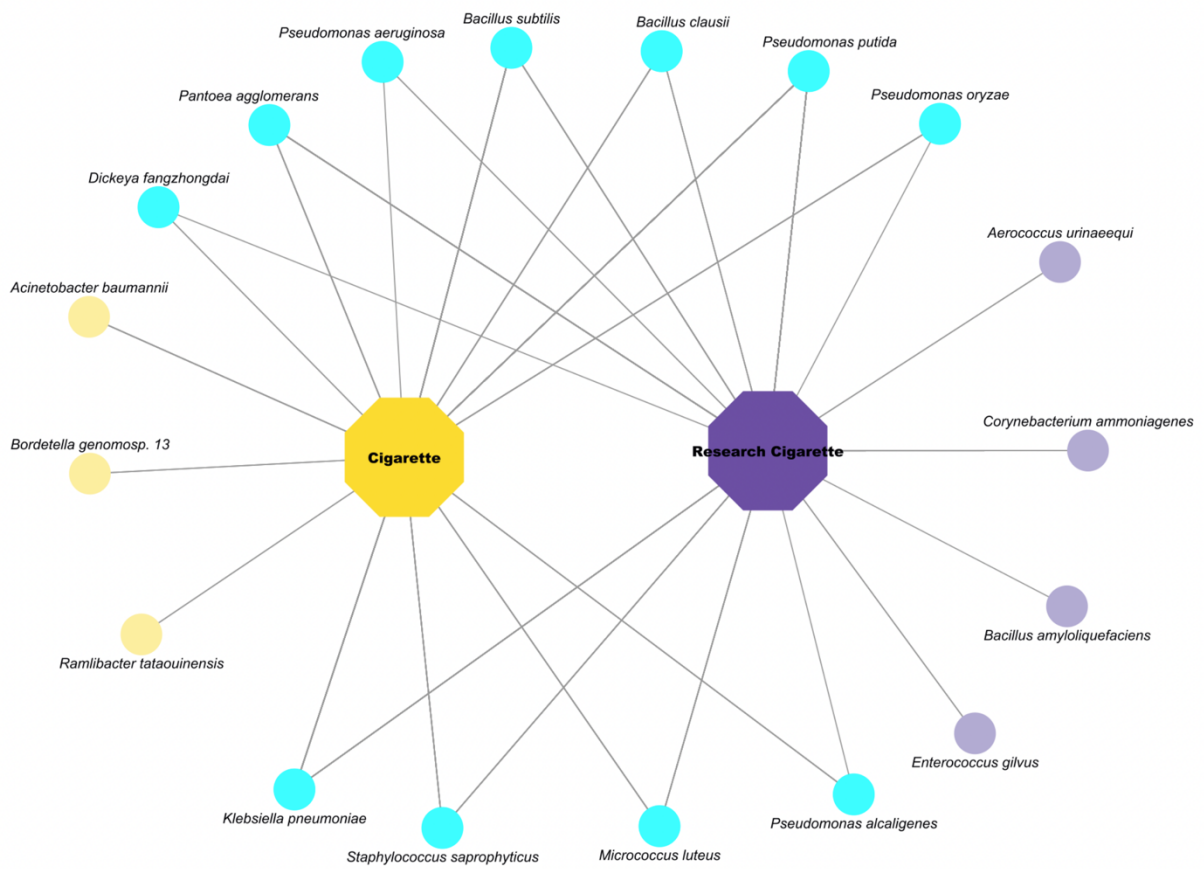 Bacillus subtilis
Bacillus clausii
Pseudomonas aeruginosa
Pseudomonas putida
Pantoea agglomerans
Pseudomonas oryzae
Dickeya fangzhongdai
Aerococcus urinaeequi
Acinetobacter baumannii
Corynebacterium ammoniagenes
Bordetella genomosp. 13
Cigarette
Research Cigarette
Bacillus amyloliquefaciens
Ramlibacter tataouinensis
Enterococcus gilvus
Klebsiella pneumoniae
Pseudomonas alcaligenes
Staphylococcus saprophyticus
Micrococcus luteus